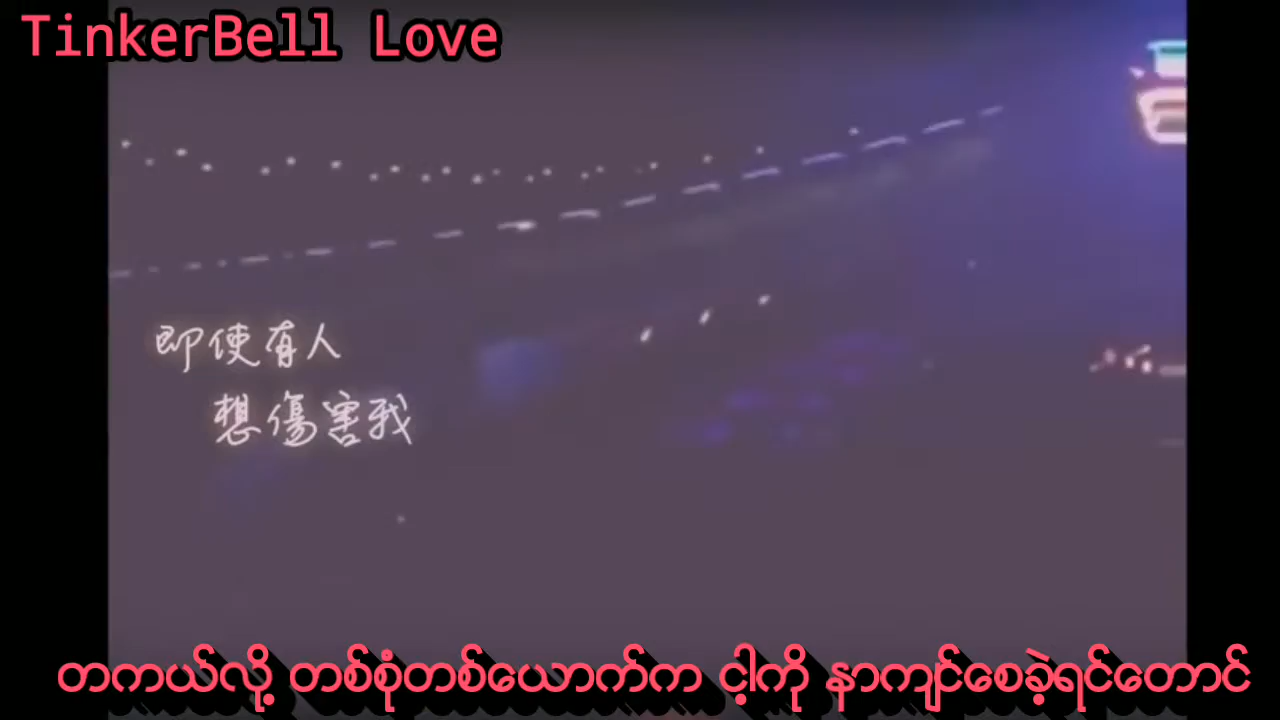 TinkerBell Love
即使有人
想傷害我
တကယ်လို့ တစ်စုံတစ်ယောက်က ငါ့ကို နာကျင်စေခဲ့ရင်တောင်